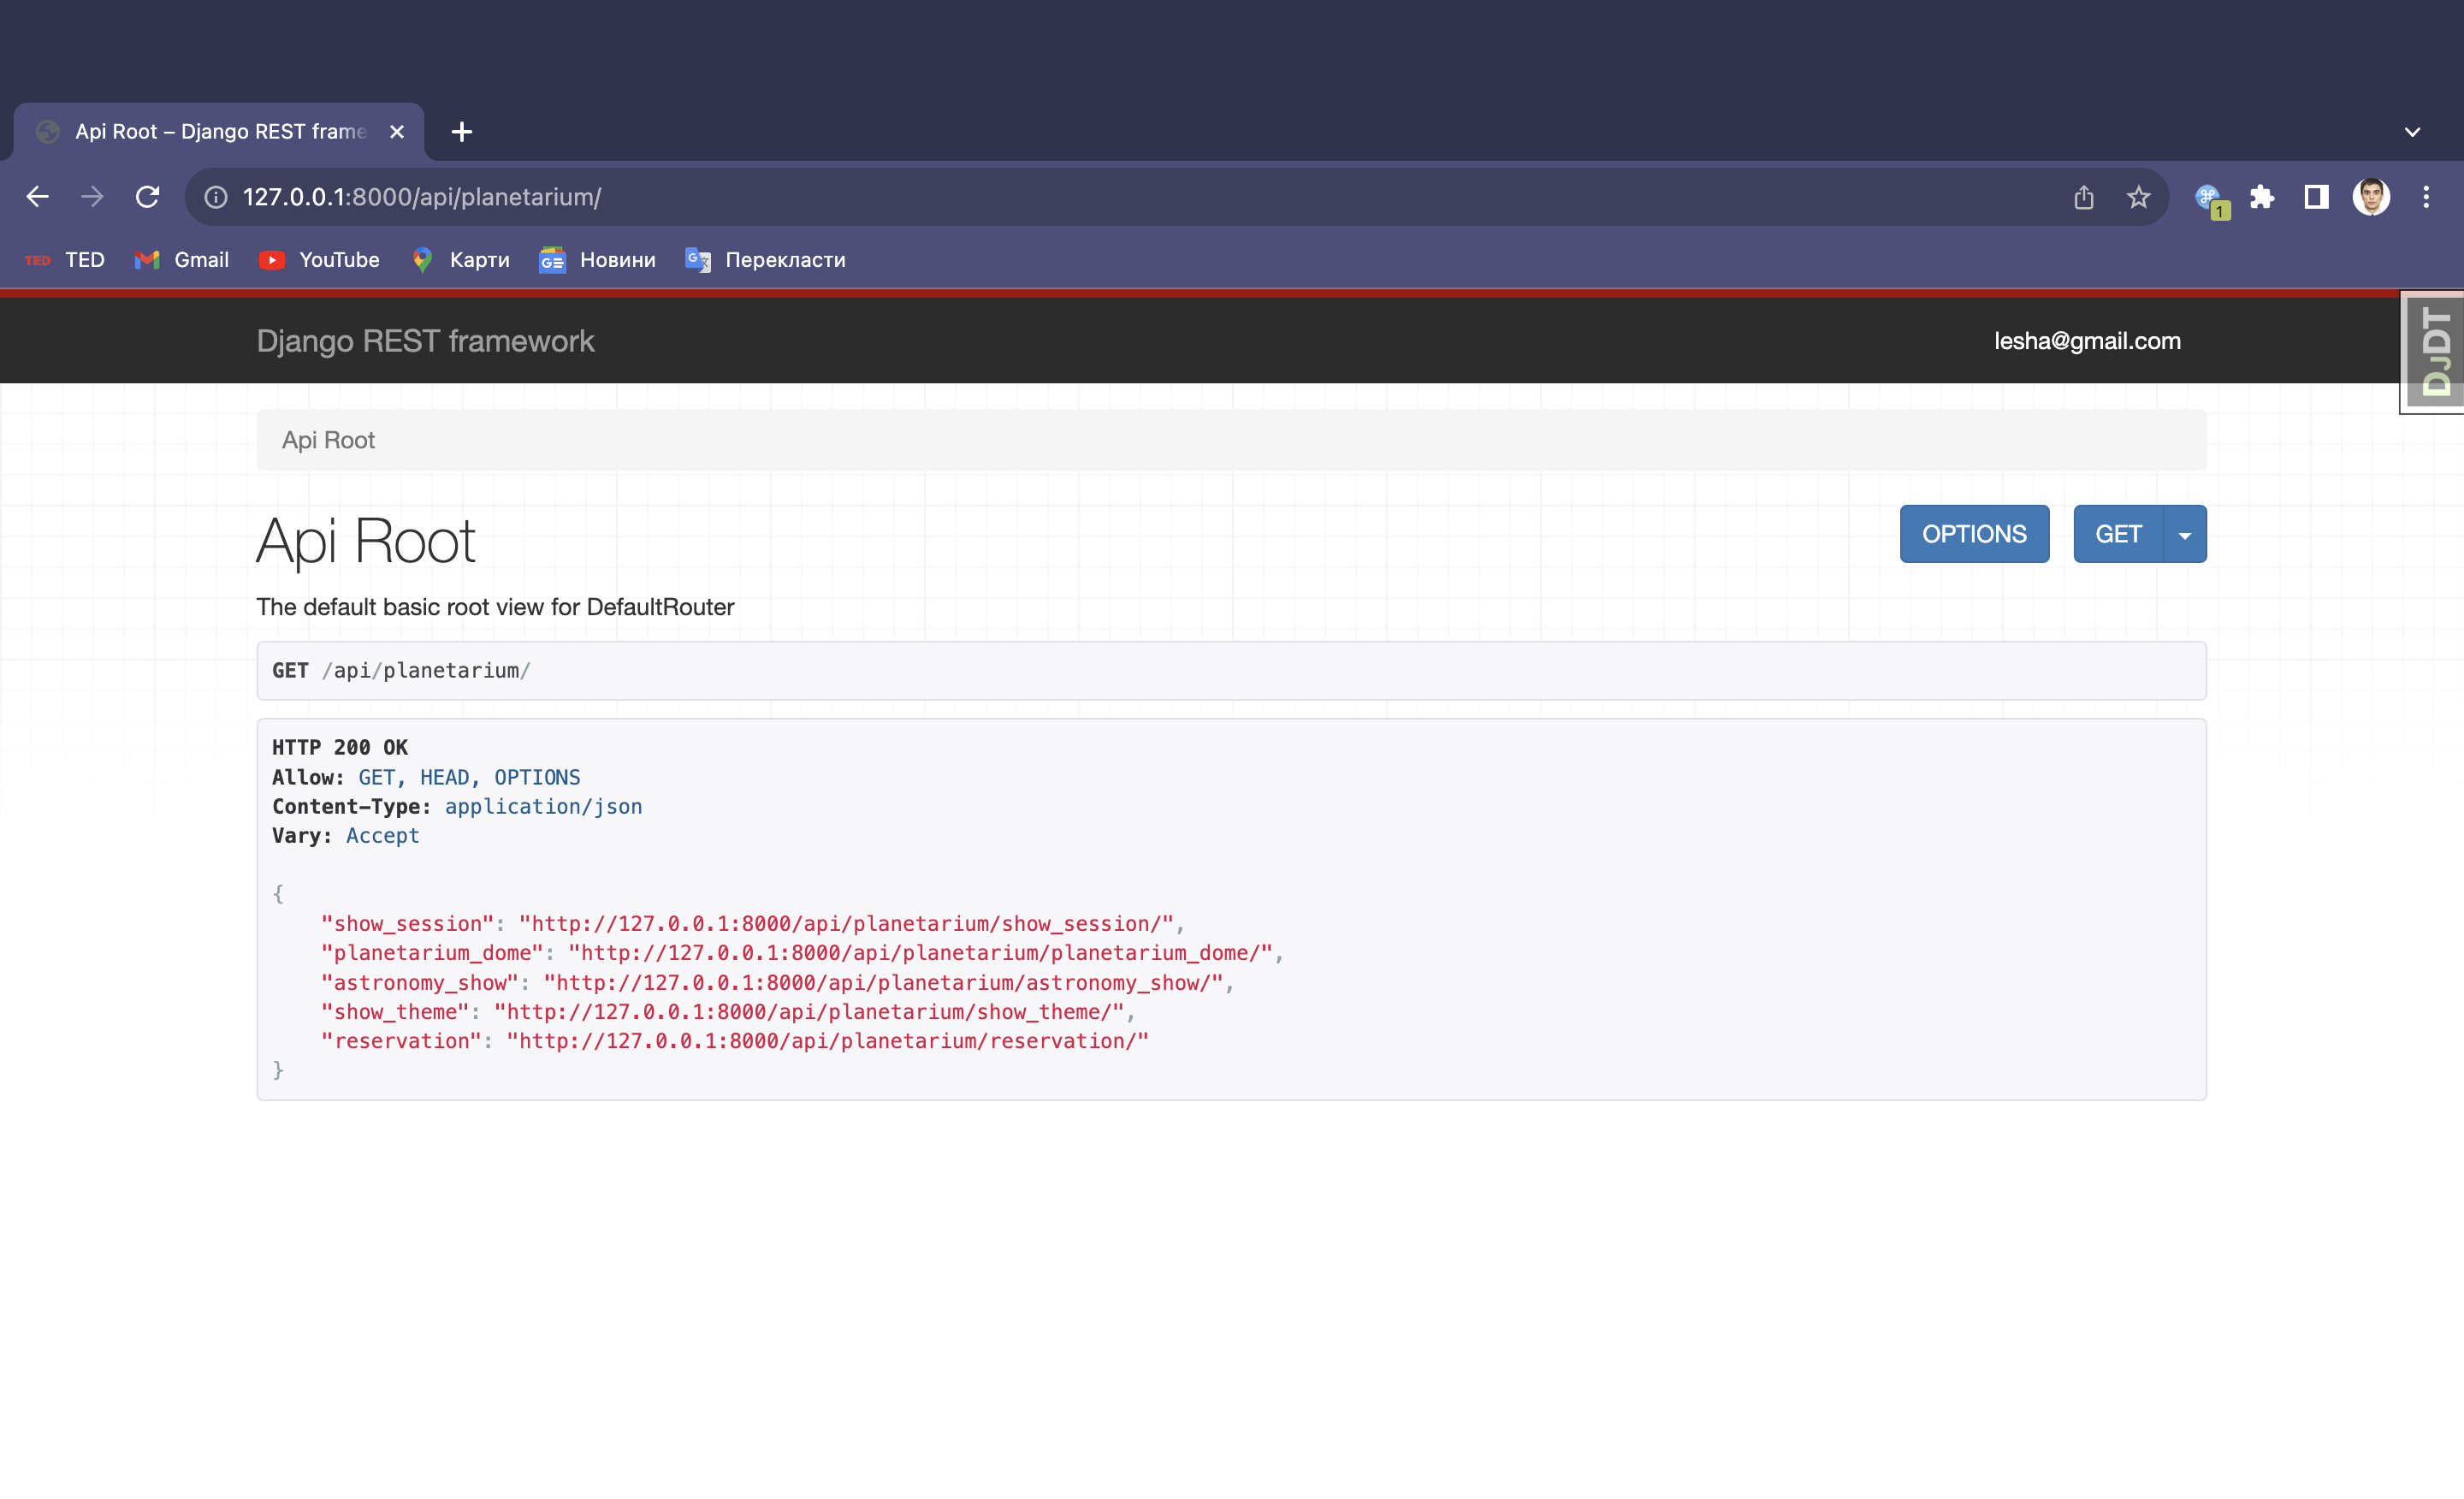 Api Root – Django REST frame
127.0.0.1:8000/api/planetarium/
1
TED TED Gmail YouTube Карти GE Новини G Перекласти
Django REST framework lesha@gmail.com
DJDT
Api Root
Api Root OPTIONS GET
The default basic root view for DefaultRouter
GET /api/planetarium/
HTTP 200 OK
Allow: GET, HEAD, OPTIONS
Content-Type: application/json
Vary: Accept
{
"show_session": "http://127.0.0.1:8000/api/planetarium/show_session/",
"planetarium_dome": "http://127.0.0.1:8000/api/planetarium/planetarium_dome/",
"astronomy_show": "http://127.0.0.1:8000/api/planetarium/astronomy_show/",
"show_theme": "http://127.0.0.1:8000/api/planetarium/show_theme/",
"reservation": "http://127.0.0.1:8000/api/planetarium/reservation/"
}